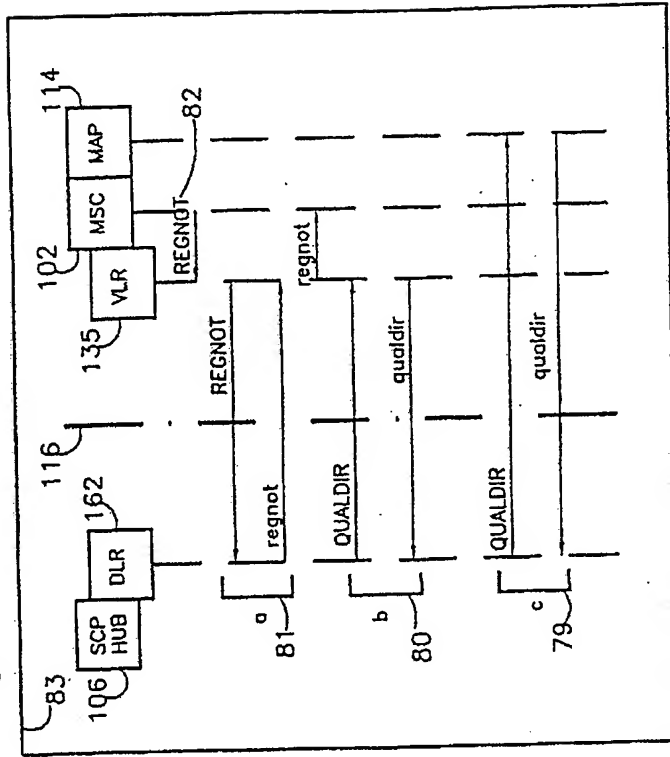 83
106
SCP
HUB
DLR
162
116
135
VLR
102
MSC
MAP
114
REGNOT
82
REGNOT
regnot
regnot
a
81
QUALDIR
qualdir
b
80
QUALDIR
qualdir
c
79